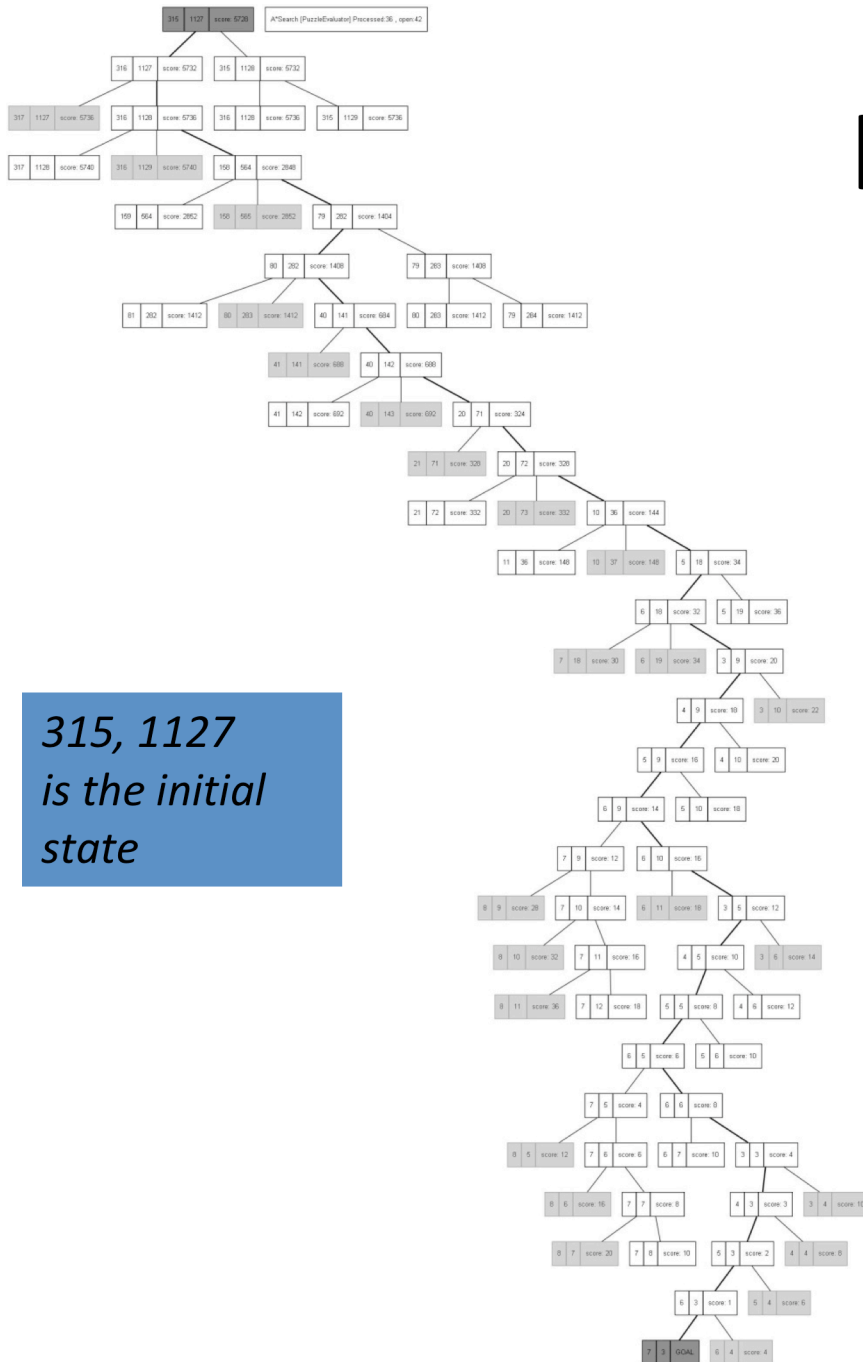 315 1127 score: 5728
A*Search [PuzzleEvaluator] Processed:36 , open:42
316 1127 score: 5732 315 1128 score: 5732
317 1127 score: 5736 316 1128 score: 5736 316 1128 score: 5736 315 1129 score: 5736
317 1128 score: 5740 316 1129 score: 5740 158 564 score: 2848
159 564 score: 2852 158 565 score: 2852 79 282 score: 1404
80 282 score: 1408 79 283 score: 1408
81 282 score: 1412 80 283 score: 1412 40 141 score: 684 80 283 score: 1412 79 284 score: 1412
41 141 score: 688 40 142 score: 688
41 142 score: 692 40 143 score: 692 20 71 score: 324
21 71 score: 328 20 72 score: 328
21 72 score: 332 20 73 score: 332 10 36 score: 144
11 36 score: 148 10 37 score: 148 5 18 score: 34
6 18 score: 32 5 19 score: 36
7 18 score: 30 6 19 score: 34 3 9 score: 20
4 9 score: 18 3 10 score: 22
315, 1127
is the initial
state
5 9 score: 16 4 10 score: 20
6 9 score: 14 5 10 score: 18
7 9 score: 12 6 10 score: 16
8 9 score: 28 7 10 score: 14 6 11 score: 18 3 5 score: 12
8 10 score: 32 7 11 score: 16 4 5 score: 10 3 6 score: 14
8 11 score: 36 7 12 score: 18 5 5 score: 8 4 6 score: 12
6 5 score: 6 5 6 score: 10
7 5 score: 4 6 6 score: 8
8 5 score: 12 7 6 score: 6 6 7 score: 10 3 3 score: 4
8 6 score: 16 7 7 score: 8 4 3 score: 3 3 4 score: 10
8 7 score: 20 7 8 score: 10 5 3 score: 2 4 4 score: 8
6 3 score: 1 5 4 score: 6
7 3 GOAL 6 4 score: 4